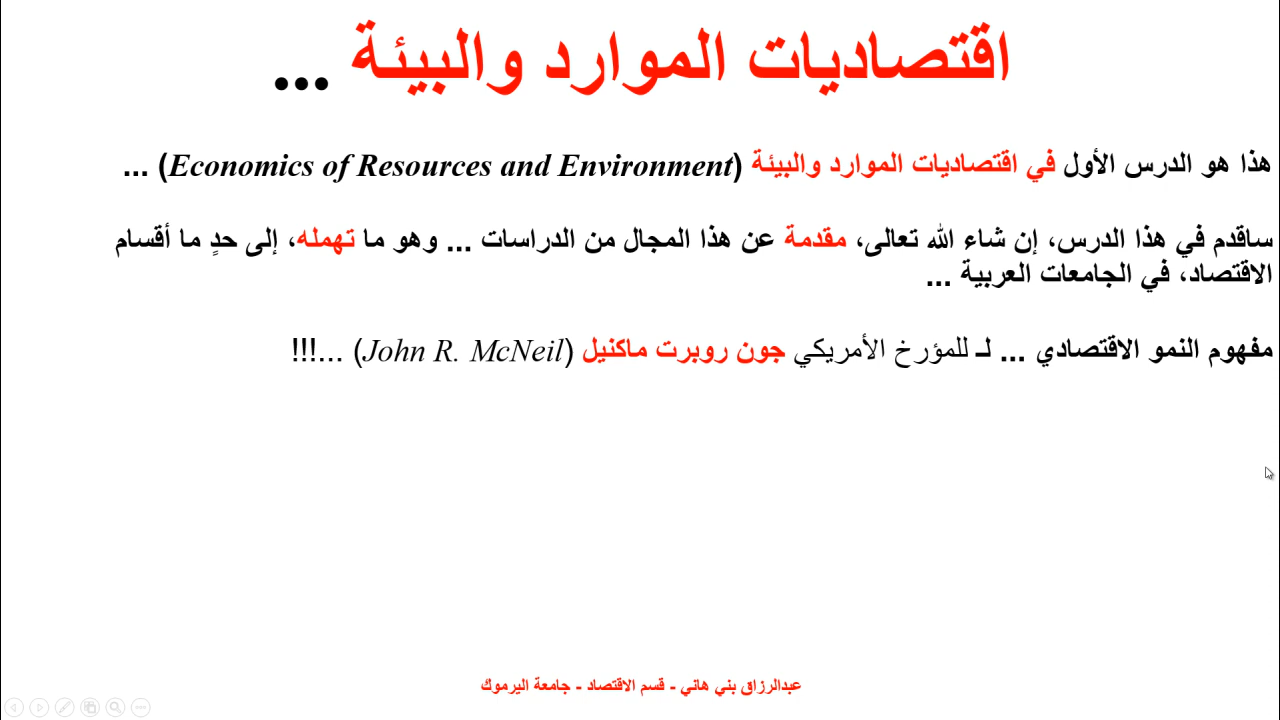 اقتصاديات الموارد والبيئة ...
هذا هو الدرس الأول في اقتصاديات الموارد والبيئة (Economics of Resources and Environment) ...
ساقدم في هذا الدرس، إن شاء الله تعالى، مقدمة عن هذا المجال من الدراسات ... وهو ما تهمله، إلى حدٍ ما أقسام
الاقتصاد، في الجامعات العربية ...
مفهوم النمو الاقتصادي ... لـ للمؤرخ الأمريكي جون روبرت ماكنيل (John R. McNeil) ...!!!
عبدالرزاق بني هاني - قسم الاقتصاد - جامعة اليرموك